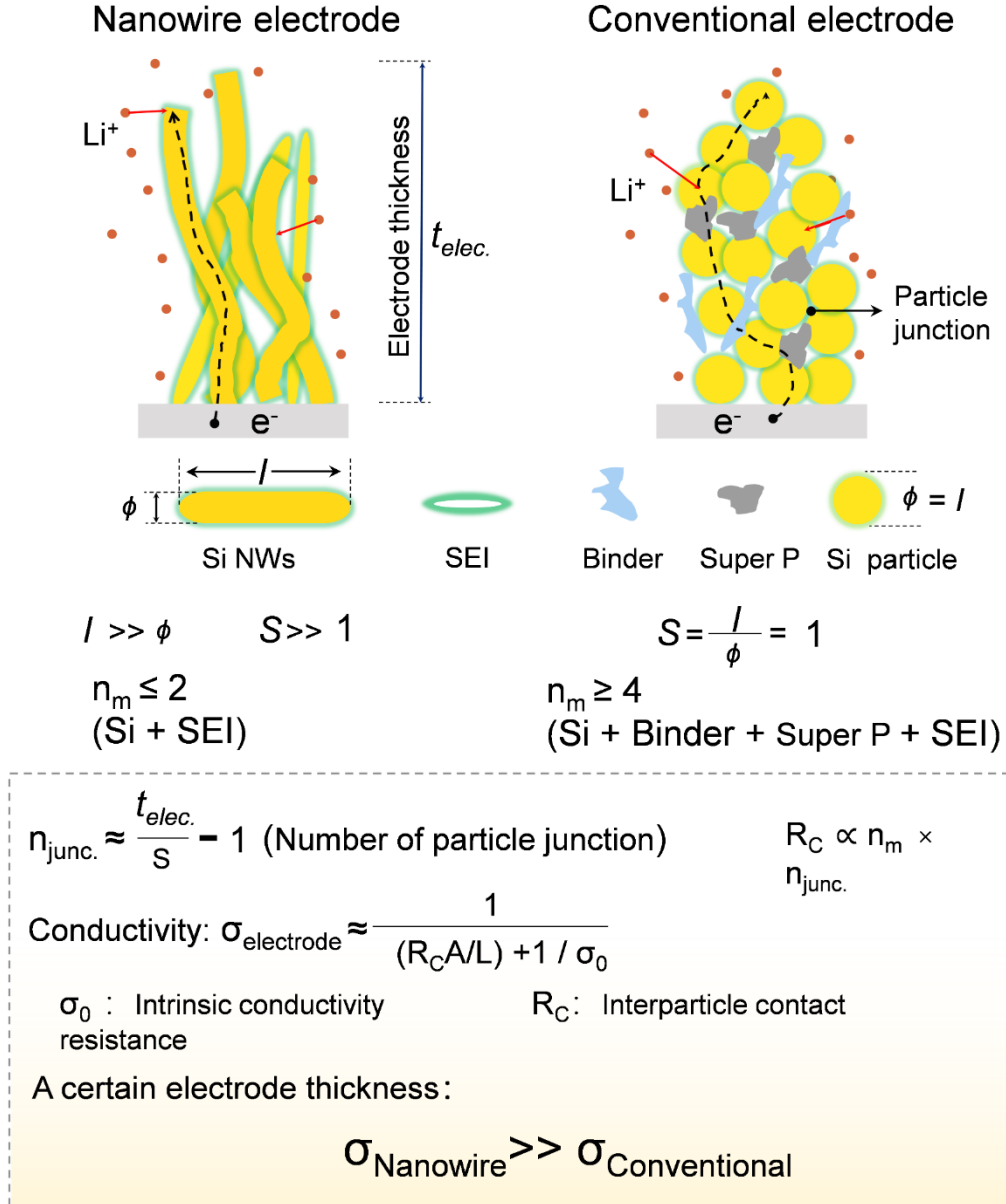 Nanowire electrode
Conventional electrode
Li⁺
Electrode thickness
t_elec.
e⁻
Li⁺
Particle
junction
e⁻
l
ϕ
Si NWs
SEI
Binder
Super P
ϕ = l
Si particle
l >> ϕ
S >> 1
n_m ≤ 2
(Si + SEI)
S = l/ϕ = 1
n_m ≥ 4
(Si + Binder + Super P + SEI)
n_junc. ≈ t_elec./S − 1 (Number of particle junction)
R_C ∝ n_m ×
n_junc.
Conductivity: σ_electrode ≈ 1/((R_C A/L) + 1 / σ_0)
σ_0 : Intrinsic conductivity
R_C: Interparticle contact
resistance
A certain electrode thickness:
σ_Nanowire >> σ_Conventional